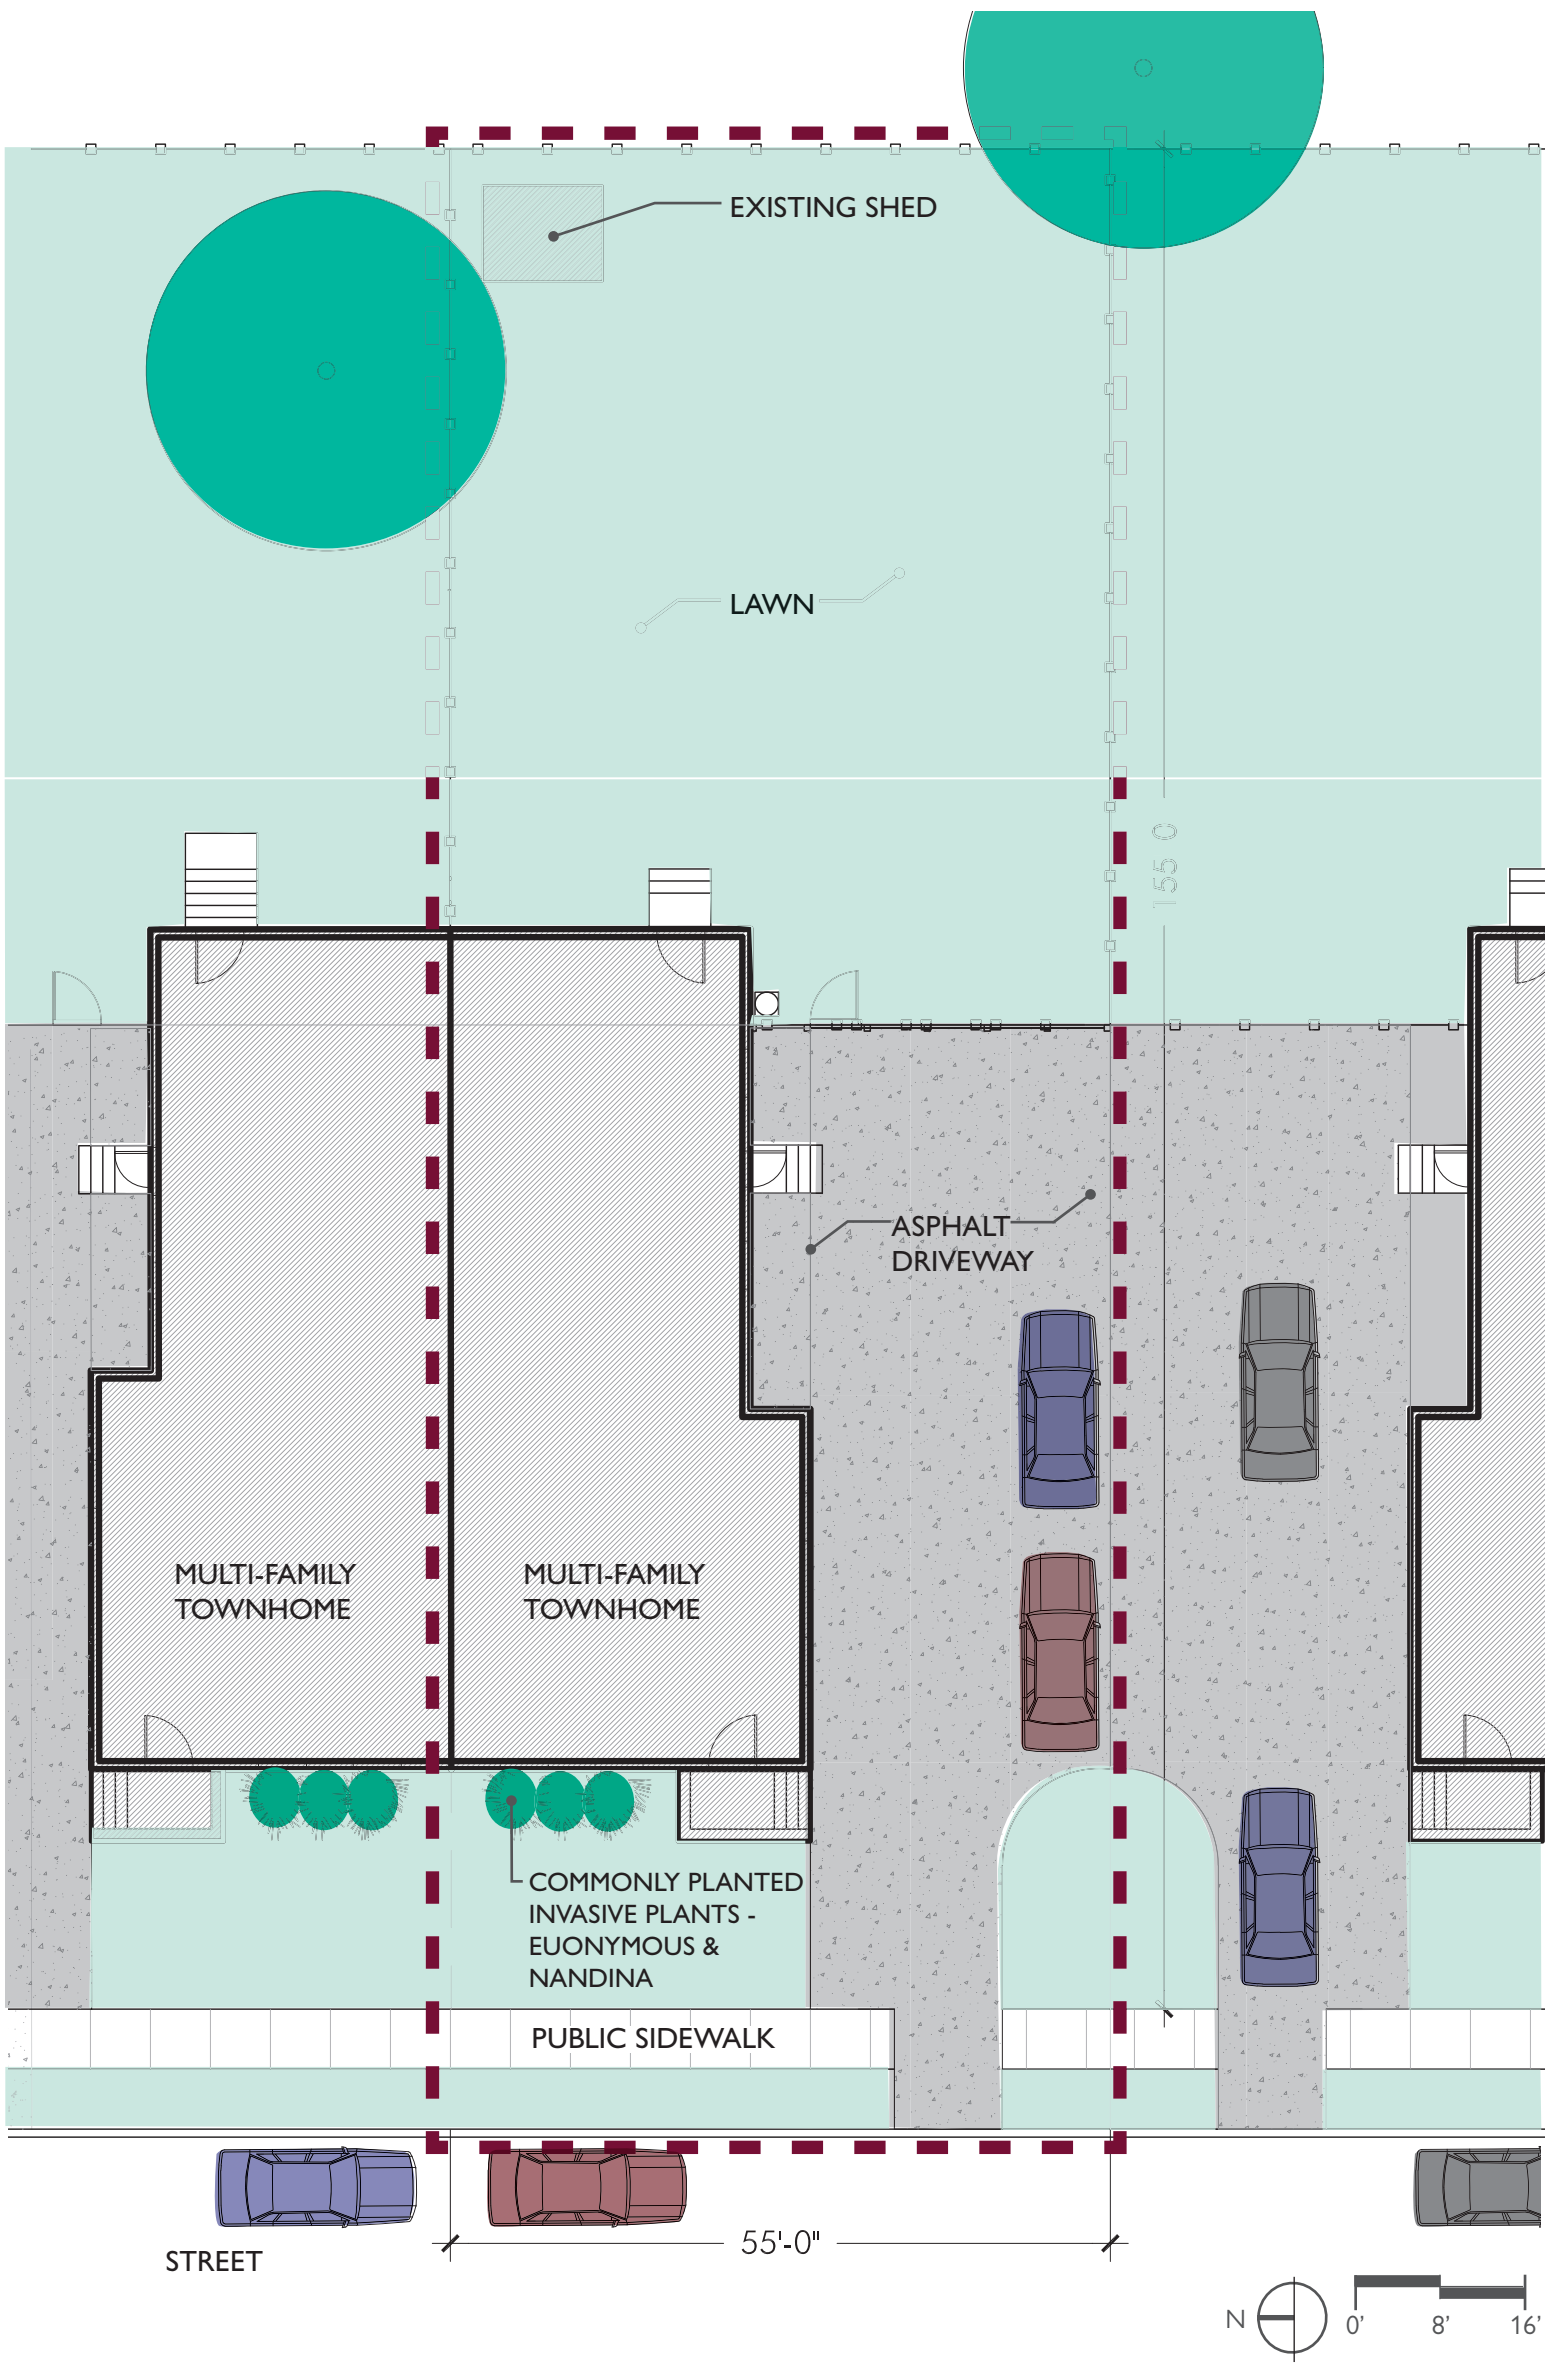 EXISTING SHED
LAWN
155 0
ASPHALT
DRIVEWAY
MULTI-FAMILY
TOWNHOME
MULTI-FAMILY
TOWNHOME
COMMONLY PLANTED
INVASIVE PLANTS -
EUONYMOUS &
NANDINA
PUBLIC SIDEWALK
STREET
55'-0"
N
0' 8' 16'